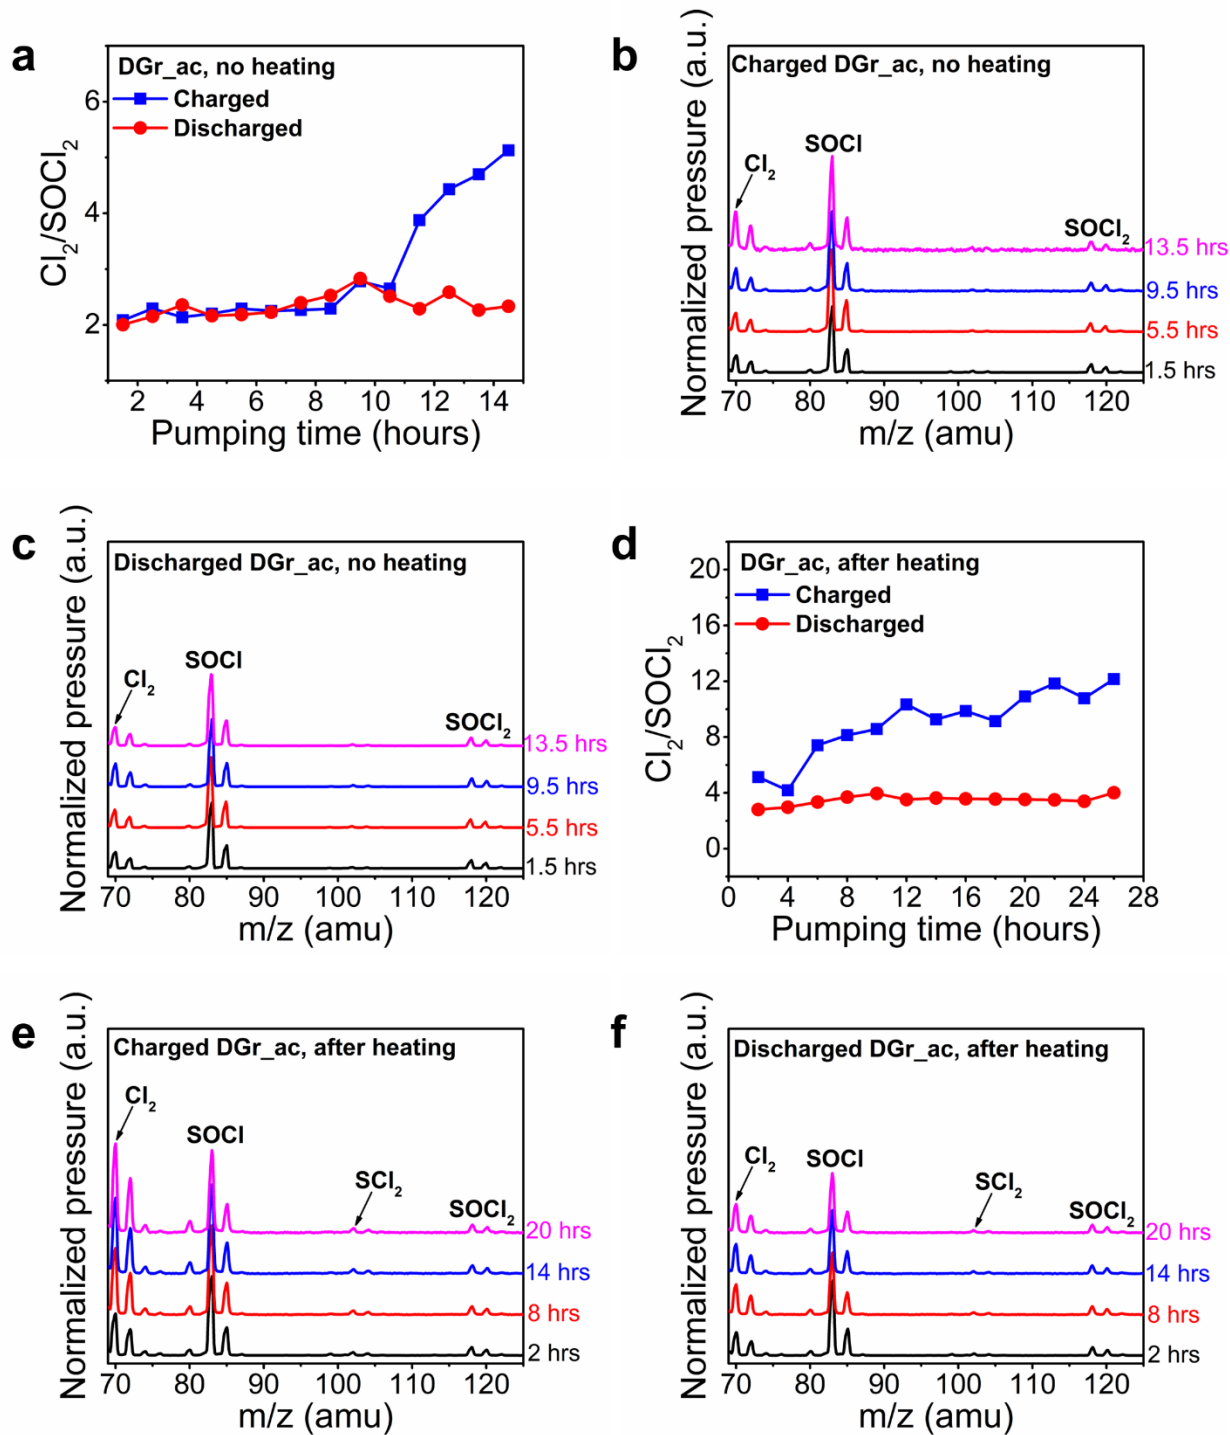 a
DGr_ac, no heating
Charged
Discharged
Cl₂/SOCl₂
6
4
2
2 4 6 8 10 12 14
Pumping time (hours)
b
Charged DGr_ac, no heating
Normalized pressure (a.u.)
Cl₂
SOCl
SOCl₂
13.5 hrs
9.5 hrs
5.5 hrs
1.5 hrs
70 80 90 100 110 120
m/z (amu)
c
Discharged DGr_ac, no heating
Normalized pressure (a.u.)
Cl₂
SOCl
SOCl₂
13.5 hrs
9.5 hrs
5.5 hrs
1.5 hrs
70 80 90 100 110 120
m/z (amu)
d
DGr_ac, after heating
Charged
Discharged
Cl₂/SOCl₂
20
16
12
8
4
0
0 4 8 12 16 20 24 28
Pumping time (hours)
e
Charged DGr_ac, after heating
Normalized pressure (a.u.)
Cl₂
SOCl
SCl₂
SOCl₂
20 hrs
14 hrs
8 hrs
2 hrs
70 80 90 100 110 120
m/z (amu)
f
Discharged DGr_ac, after heating
Normalized pressure (a.u.)
Cl₂
SOCl
SCl₂
SOCl₂
20 hrs
14 hrs
8 hrs
2 hrs
70 80 90 100 110 120
m/z (amu)